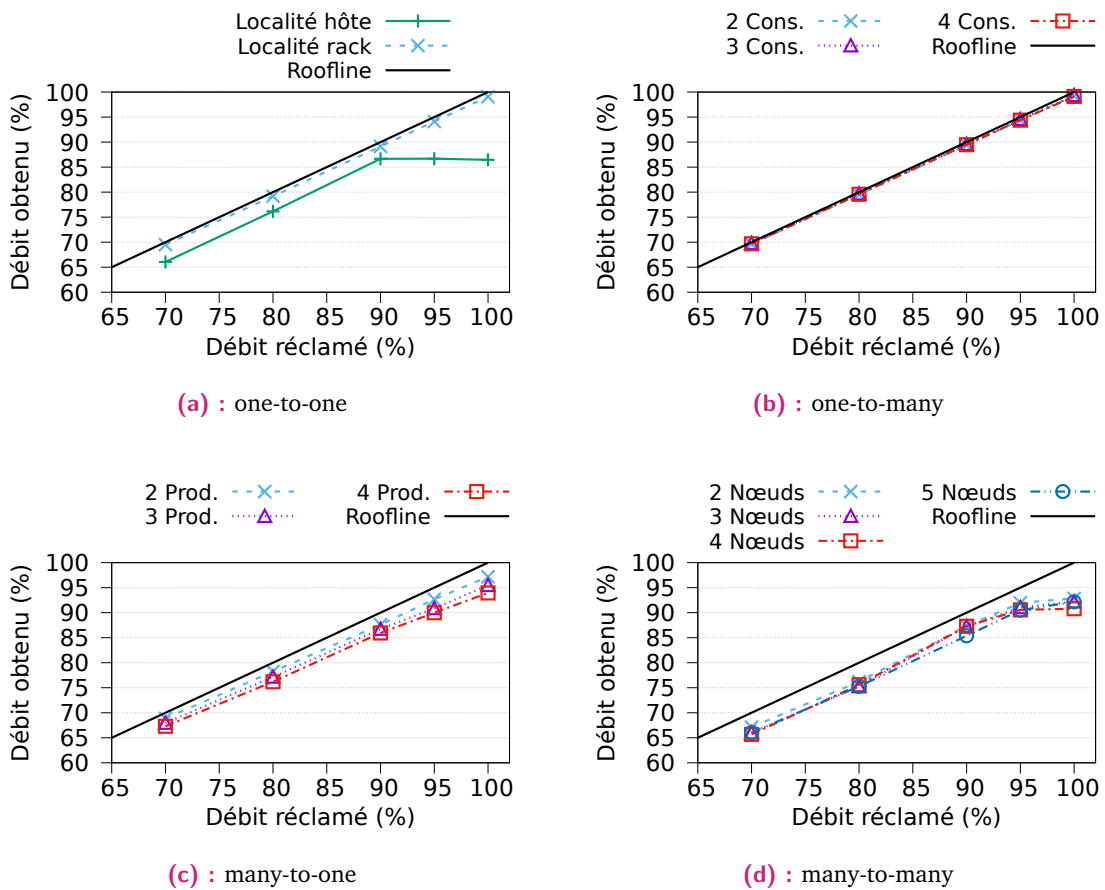 Localité hôte
Localité rack
Roofline
Débit obtenu (%)
100
95
90
85
80
75
70
65
60
65 70 75 80 85 90 95 100
Débit réclamé (%)
(a) : one-to-one
2 Cons. 4 Cons.
3 Cons. Roofline
Débit obtenu (%)
100
95
90
85
80
75
70
65
60
65 70 75 80 85 90 95 100
Débit réclamé (%)
(b) : one-to-many
2 Prod. 4 Prod.
3 Prod. Roofline
Débit obtenu (%)
100
95
90
85
80
75
70
65
60
65 70 75 80 85 90 95 100
Débit réclamé (%)
(c) : many-to-one
2 Nœuds 5 Nœuds
3 Nœuds Roofline
4 Nœuds
Débit obtenu (%)
100
95
90
85
80
75
70
65
60
65 70 75 80 85 90 95 100
Débit réclamé (%)
(d) : many-to-many